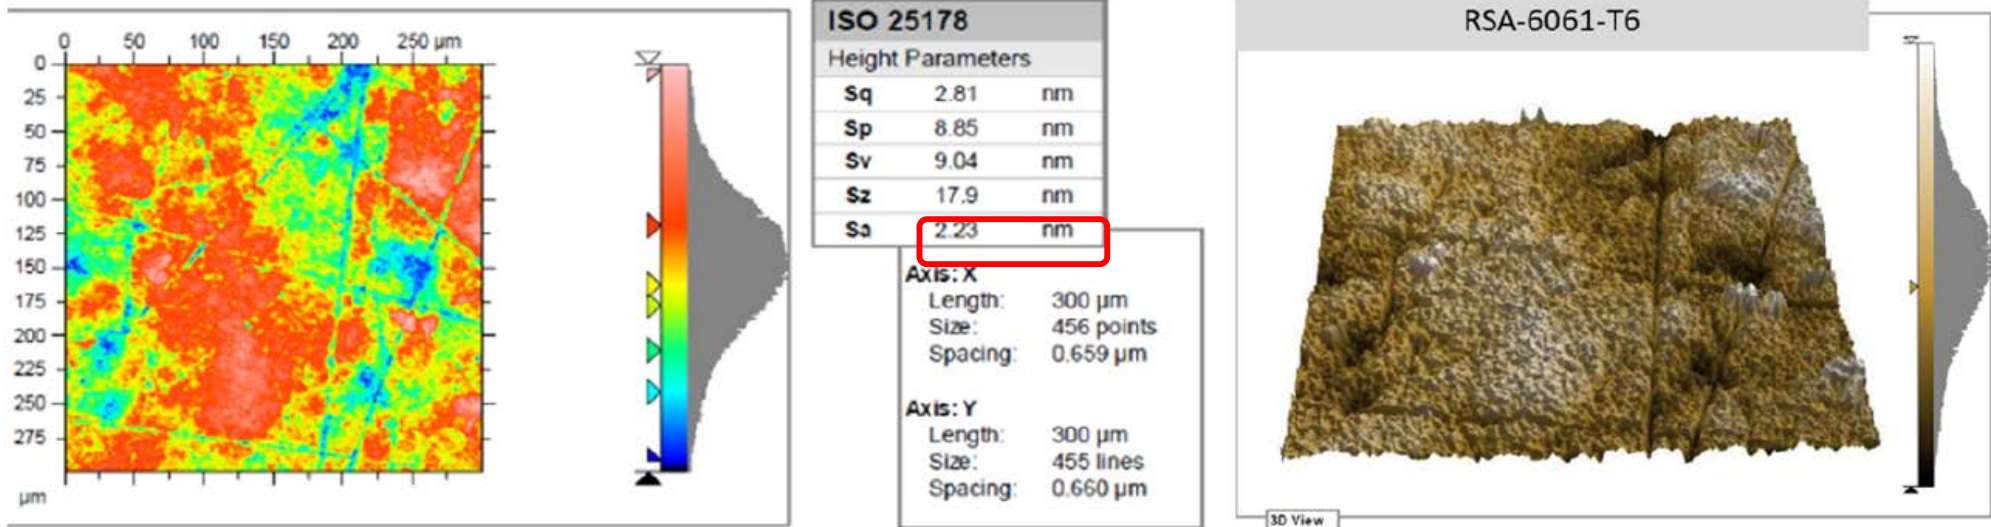 0 50 100 150 200 250 µm
0
25
50
75
100
125
150
175
200
225
250
275
µm
ISO 25178
Height Parameters
Sq 2.81 nm
Sp 8.85 nm
Sv 9.04 nm
Sz 17.9 nm
Sa 2.23 nm
Axis: X
Length: 300 µm
Size: 456 points
Spacing: 0.659 µm
Axis: Y
Length: 300 µm
Size: 455 lines
Spacing: 0.660 µm
RSA-6061-T6
3D View